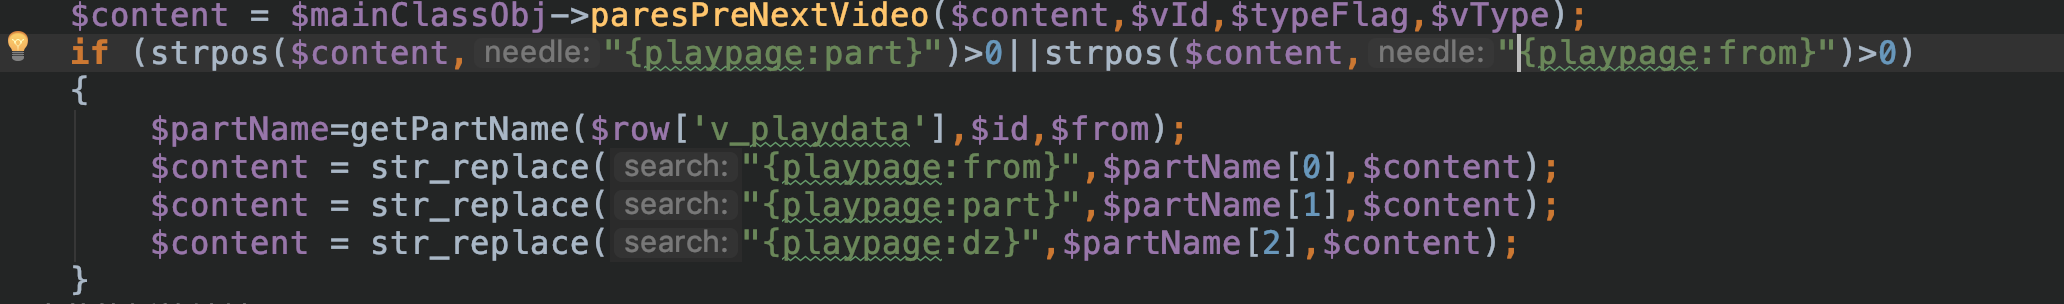 $content = $mainClassObj->paresPreNextVideo($content,$vId,$typeFlag,$vType);
if (strpos($content, needle: "{playpage:part}")>0||strpos($content, needle: "{playpage:from}")>0)
{
$partName=getPartName($row['v_playdata'],$id,$from);
$content = str_replace( search: "{playpage:from}",$partName[0],$content);
$content = str_replace( search: "{playpage:part}",$partName[1],$content);
$content = str_replace( search: "{playpage:dz}",$partName[2],$content);
}